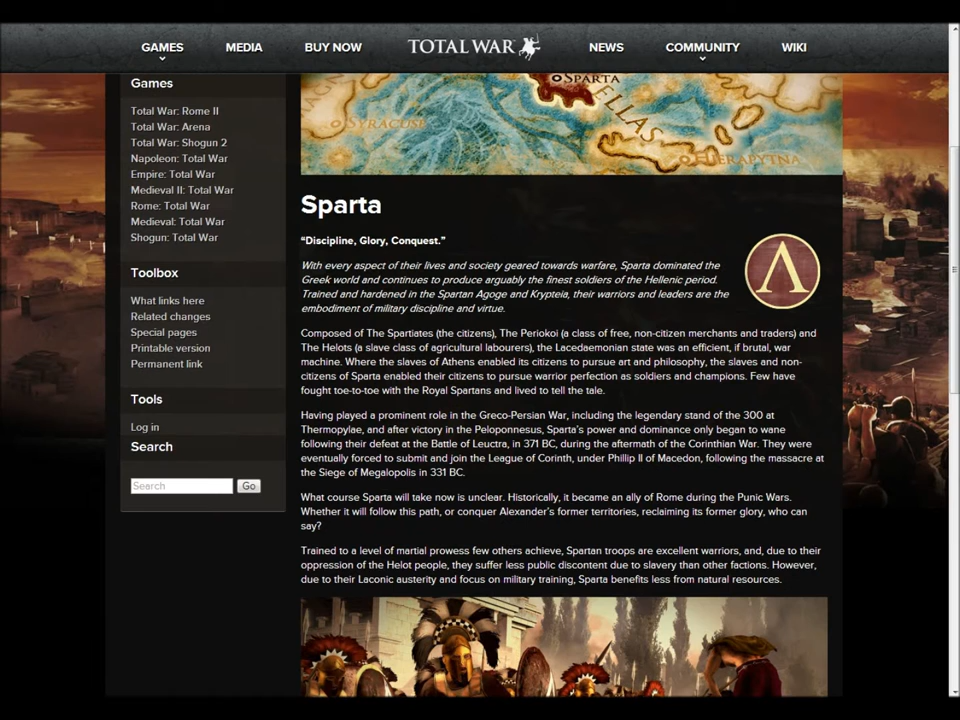 GAMES MEDIA BUY NOW TOTAL WAR NEWS COMMUNITY WIKI
Games
Total War: Rome II
Total War: Arena
Total War: Shogun 2
Napoleon: Total War
Empire: Total War
Medieval II: Total War
Rome: Total War
Medieval: Total War
Shogun: Total War
Toolbox
What links here
Related changes
Special pages
Printable version
Permanent link
Tools
Log in
Search
Search Go
SPARTA
HELLAS
SYRACUSE
HIERAPYTNA
Sparta
“Discipline, Glory, Conquest.”
With every aspect of their lives and society geared towards warfare, Sparta dominated the
Greek world and continues to produce arguably the finest soldiers of the Hellenic period.
Trained and hardened in the Spartan Agoge and Krypteia, their warriors and leaders are the
embodiment of military discipline and virtue.
Λ
Composed of The Spartiates (the citizens), The Periokoi (a class of free, non-citizen merchants and traders) and
The Helots (a slave class of agricultural labourers), the Lacedaemonian state was an efficient, if brutal, war
machine. Where the slaves of Athens enabled its citizens to pursue art and philosophy, the slaves and non-
citizens of Sparta enabled their citizens to pursue warrior perfection as soldiers and champions. Few have
fought toe-to-toe with the Royal Spartans and lived to tell the tale.
Having played a prominent role in the Greco-Persian War, including the legendary stand of the 300 at
Thermopylae, and after victory in the Peloponnesus, Sparta’s power and dominance only began to wane
following their defeat at the Battle of Leuctra, in 371 BC, during the aftermath of the Corinthian War. They were
eventually forced to submit and join the League of Corinth, under Phillip II of Macedon, following the massacre at
the Siege of Megalopolis in 331 BC.
What course Sparta will take now is unclear. Historically, it became an ally of Rome during the Punic Wars.
Whether it will follow this path, or conquer Alexander’s former territories, reclaiming its former glory, who can
say?
Trained to a level of martial prowess few others achieve, Spartan troops are excellent warriors, and, due to their
oppression of the Helot people, they suffer less public discontent due to slavery than other factions. However,
due to their Laconic austerity and focus on military training, Sparta benefits less from natural resources.